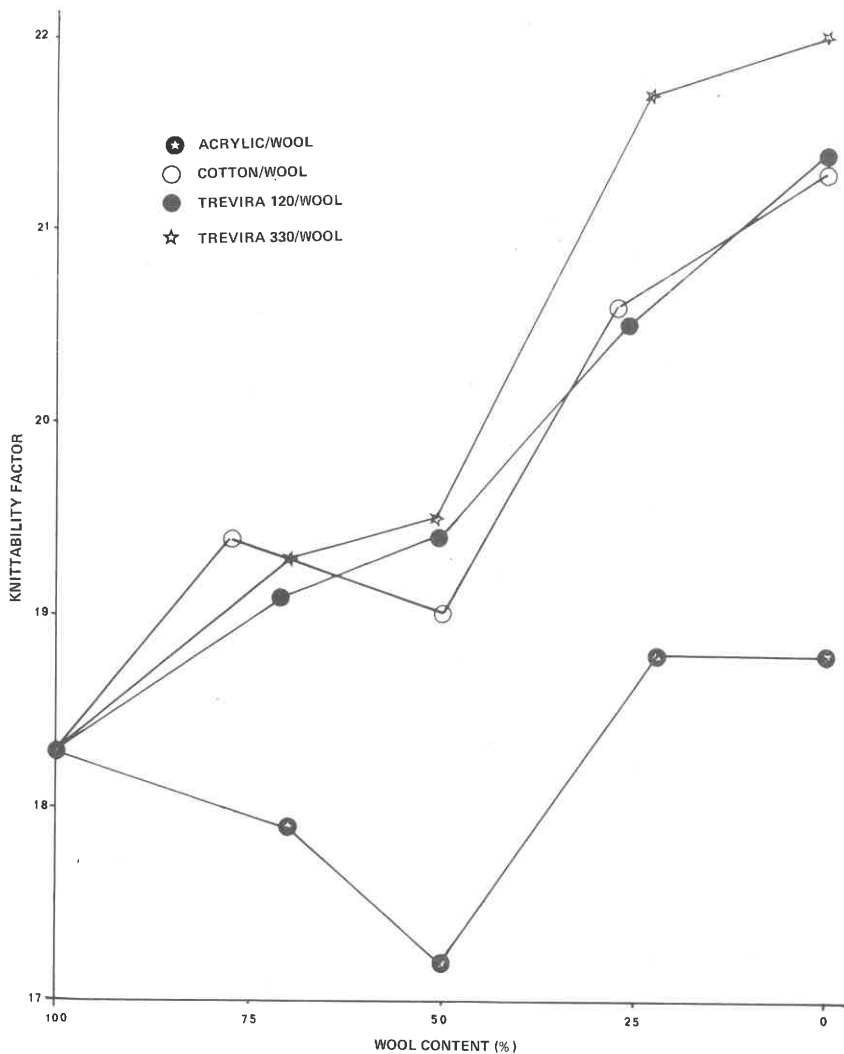 22
21
20
19
18
17
KNITTABILITY FACTOR
ACRYLIC/WOOL
COTTON/WOOL
TREVIRA 120/WOOL
TREVIRA 330/WOOL
100
75
50
25
0
WOOL CONTENT (%)